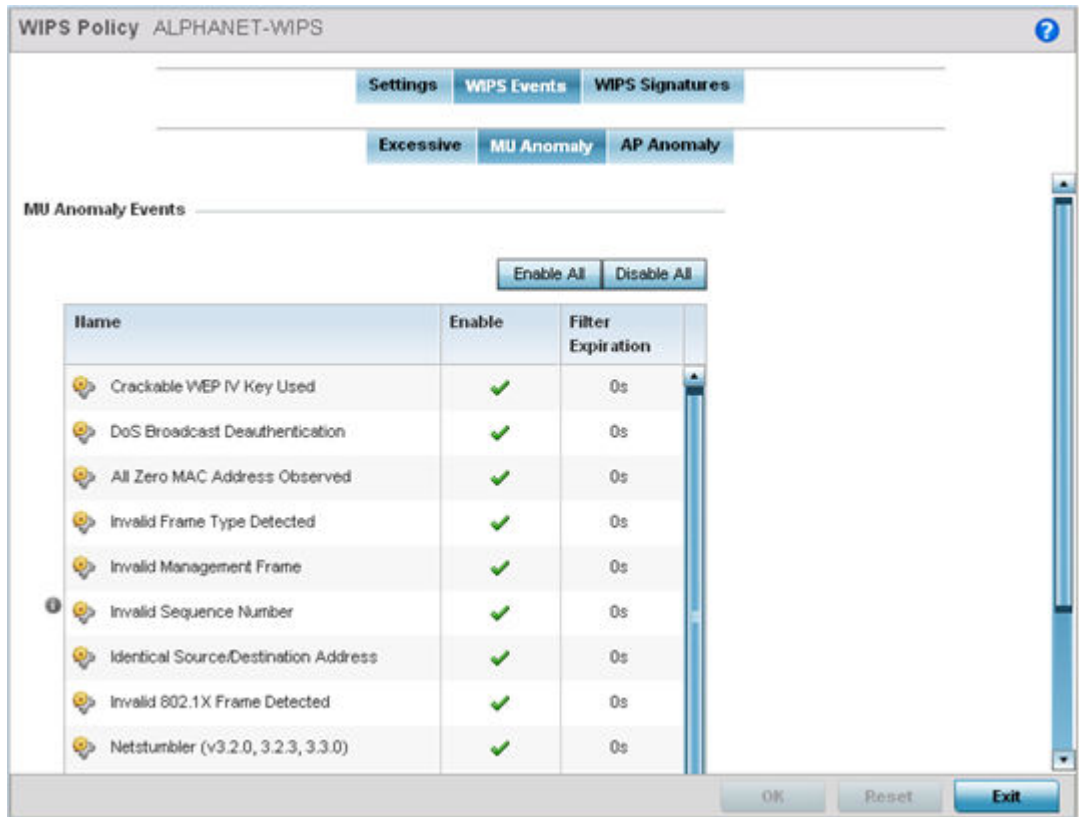 WIPS Policy ALPHANET-WIPS ?
Settings WIPS Events WIPS Signatures
Excessive MU Anomaly AP Anomaly
MU Anomaly Events
Enable All Disable All
Name Enable Filter
Expiration
Crackable WEP IV Key Used 0s
DoS Broadcast Deauthentication 0s
All Zero MAC Address Observed 0s
Invalid Frame Type Detected 0s
Invalid Management Frame 0s
Invalid Sequence Number 0s
Identical Source/Destination Address 0s
Invalid 802.1X Frame Detected 0s
Netstumbler (v3.2.0, 3.2.3, 3.3.0) 0s
OK Reset Exit